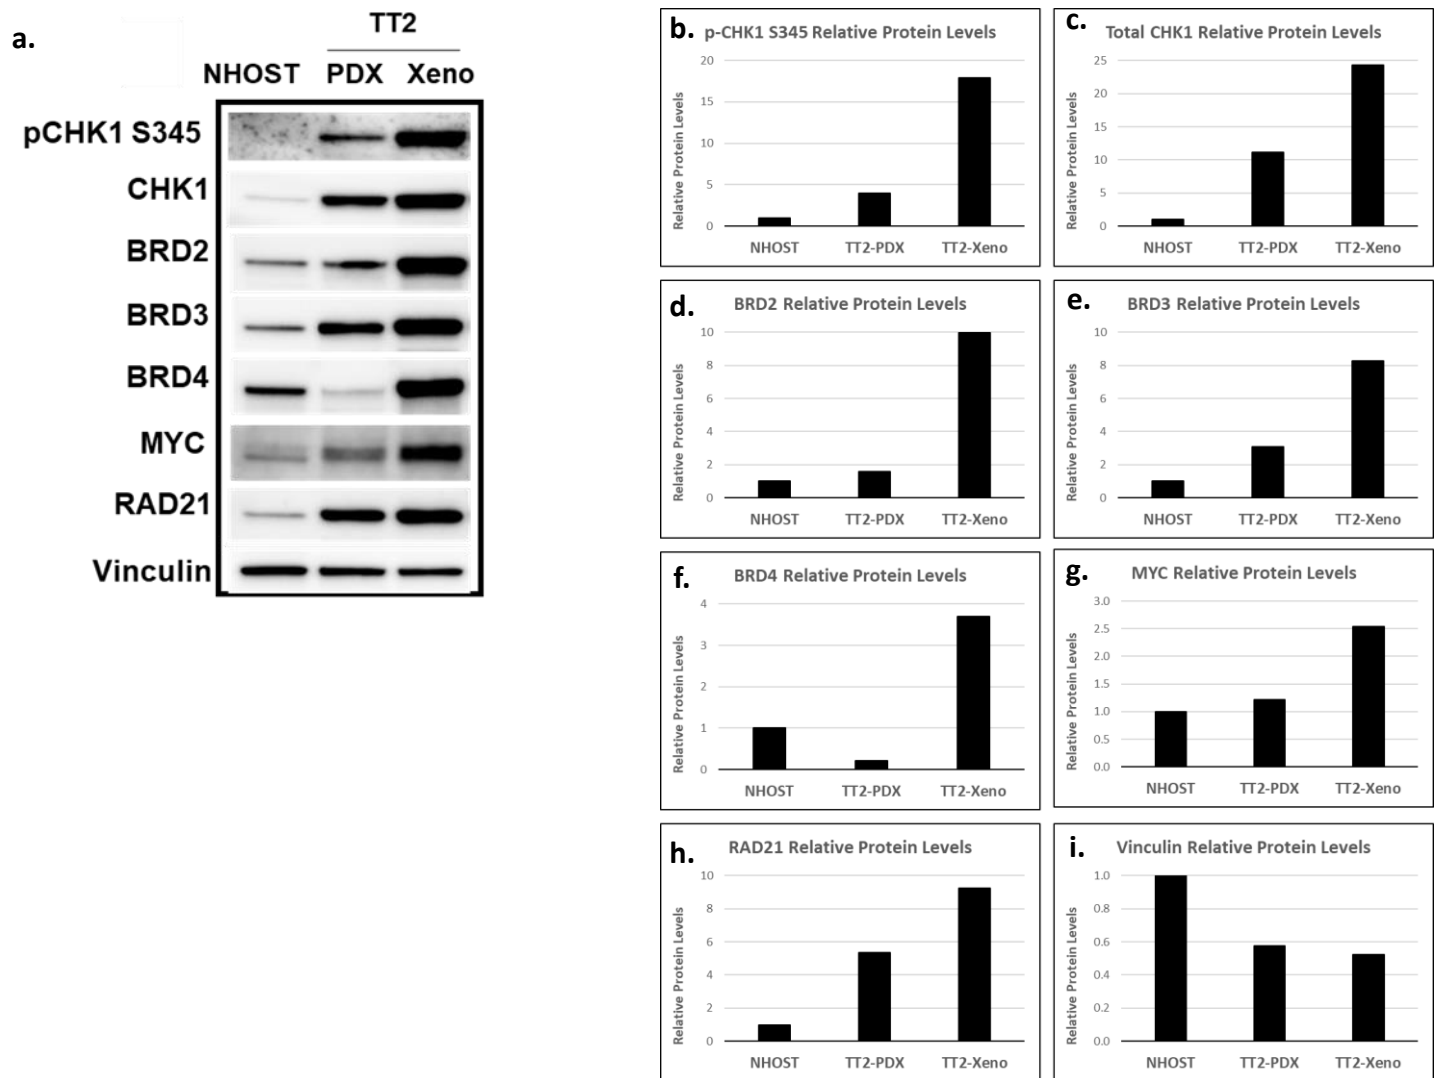 a.
TT2
NHOST PDX Xeno
pCHK1 S345
CHK1
BRD2
BRD3
BRD4
MYC
RAD21
Vinculin
b.
p-CHK1 S345 Relative Protein Levels
Relative Protein Levels
20
15
10
5
0
NHOST TT2-PDX TT2-Xeno
c.
Total CHK1 Relative Protein Levels
Relative Protein Levels
25
20
15
10
5
0
NHOST TT2-PDX TT2-Xeno
d.
BRD2 Relative Protein Levels
Relative Protein Levels
10
8
6
4
2
0
NHOST TT2-PDX TT2-Xeno
e.
BRD3 Relative Protein Levels
Relative Protein Levels
10
8
6
4
2
0
NHOST TT2-PDX TT2-Xeno
f.
BRD4 Relative Protein Levels
Relative Protein Levels
4
3
2
1
0
NHOST TT2-PDX TT2-Xeno
g.
MYC Relative Protein Levels
Relative Protein Levels
3.0
2.5
2.0
1.5
1.0
0.5
0.0
NHOST TT2-PDX TT2-Xeno
h.
RAD21 Relative Protein Levels
Relative Protein Levels
10
8
6
4
2
0
NHOST TT2-PDX TT2-Xeno
i.
Vinculin Relative Protein Levels
Relative Protein Levels
1.0
0.8
0.6
0.4
0.2
0.0
NHOST TT2-PDX TT2-Xeno